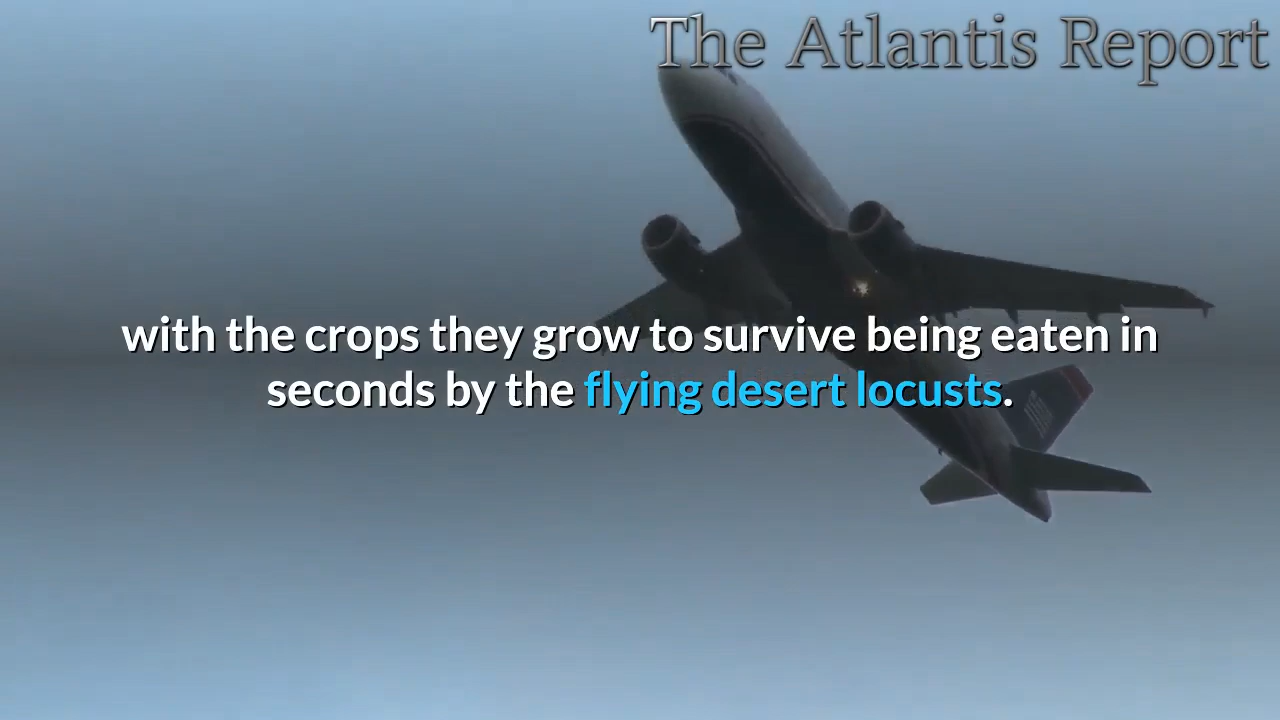 The Atlantis Report
with the crops they grow to survive being eaten in
seconds by the flying desert locusts.